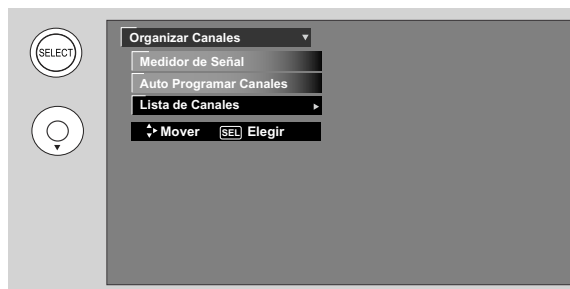 SELECT
Organizar Canales
Medidor de Señal
Auto Programar Canales
Lista de Canales
Mover SEL Elegir